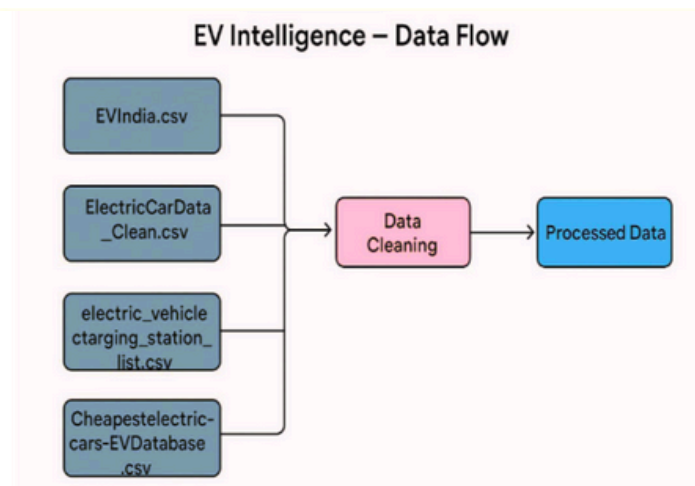 EV Intelligence – Data Flow
EVIndia.csv
ElectricCarData
_Clean.csv
electric_vehicle
ctarging_station_
list.csv
Cheapestelectric-
cars-EVDatabase
.csv
Data
Cleaning
Processed Data